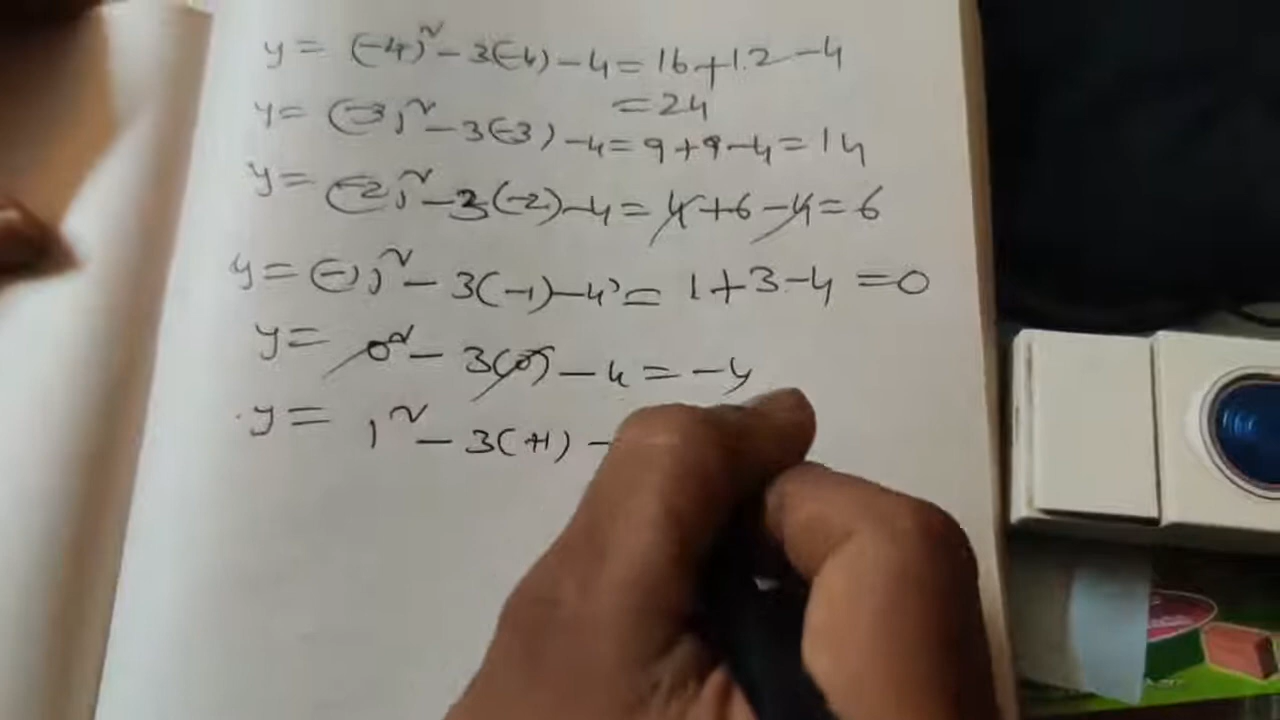 y = (-4)² - 3(-4) - 4 = 16 + 12 - 4
= 24
y = (-3)² - 3(-3) - 4 = 9 + 9 - 4 = 14
y = (-2)² - 3(-2) - 4 = 4 + 6 - 4 = 6
y = (-1)² - 3(-1) - 4 = 1 + 3 - 4 = 0
y = 0² - 3(0) - 4 = -4
y = 1² - 3(+1) -